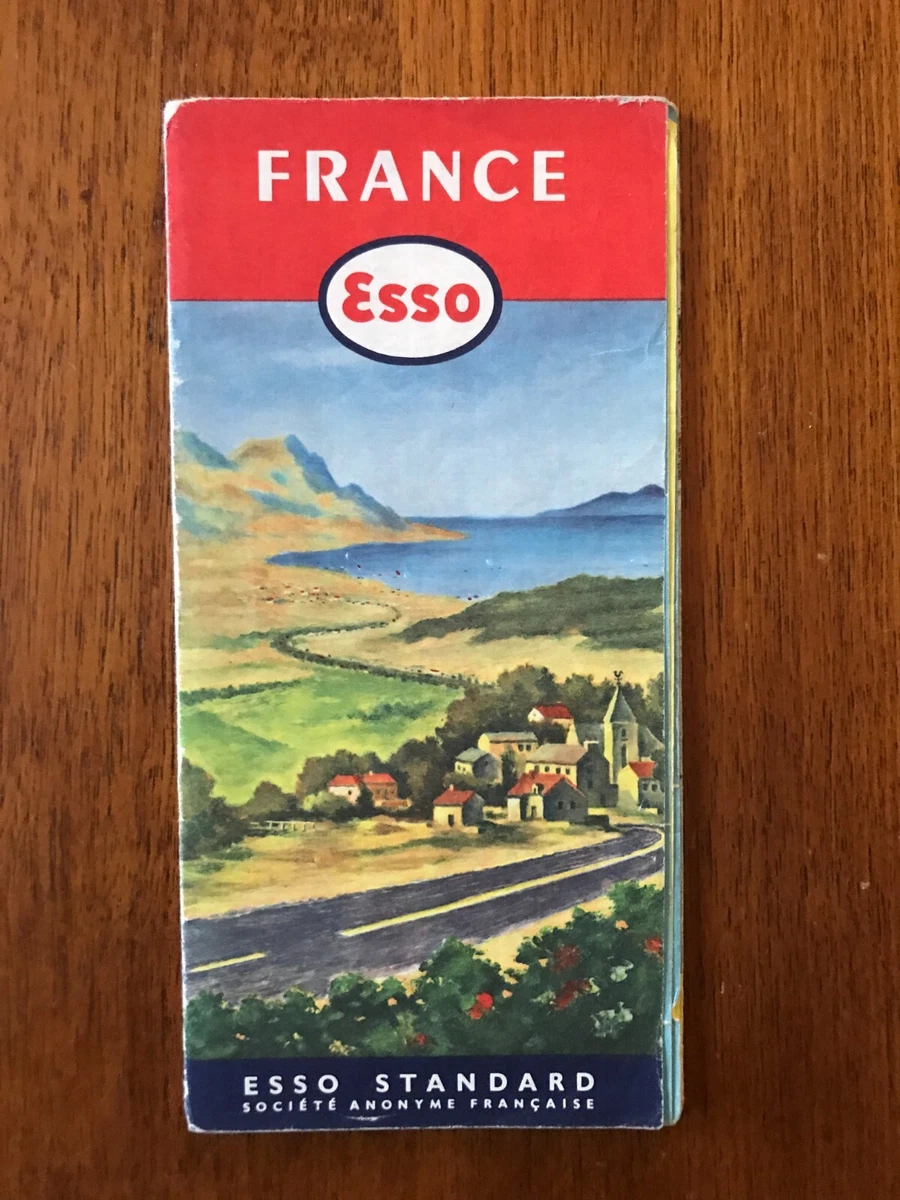 FRANCE
Esso
ESSO STANDARD
SOCIÉTÉ ANONYME FRANÇAISE